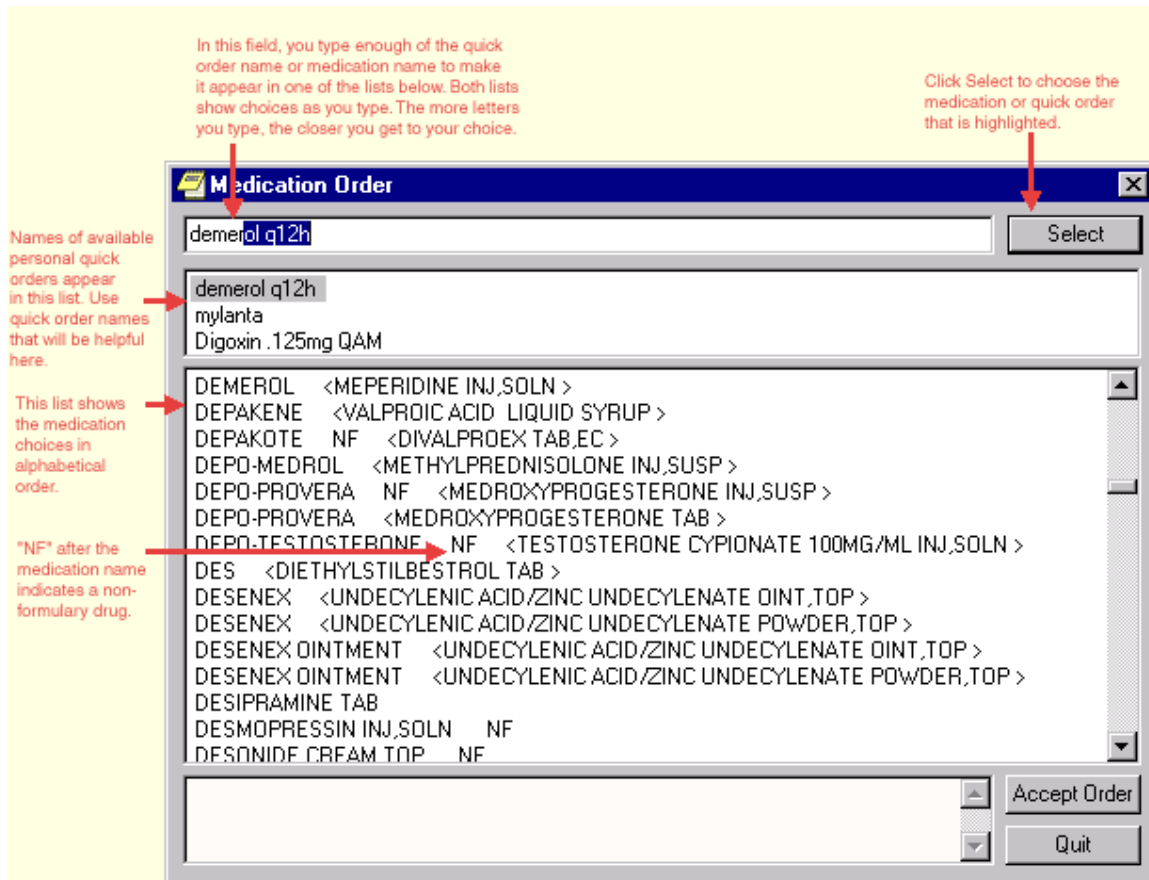 In this field, you type enough of the quick
order name or medication name to make
it appear in one of the lists below. Both lists
show choices as you type. The more letters
you type, the closer you get to your choice.
Click Select to choose the
medication or quick order
that is highlighted.
Medication Order
demerol q12h
Select
Names of available
personal quick
orders appear
in this list. Use
quick order names
that will be helpful
here.
demerol q12h
mylanta
Digoxin .125mg QAM
This list shows
the medication
choices in
alphabetical
order.
"NF" after the
medication name
indicates a non-
formulary drug.
DEMEROL <MEPERIDINE INJ,SOLN >
DEPAKENE <VALPROIC ACID LIQUID SYRUP >
DEPAKOTE NF <DIVALPROEX TAB,EC >
DEPO-MEDROL <METHYLPREDNISOLONE INJ,SUSP >
DEPO-PROVERA NF <MEDROXYPROGESTERONE INJ,SUSP >
DEPO-PROVERA <MEDROXYPROGESTERONE TAB >
DEPO-TESTOSTERONE NF <TESTOSTERONE CYPIONATE 100MG/ML INJ,SOLN >
DES <DIETHYLSTILBESTROL TAB >
DESENEX <UNDECYLENIC ACID/ZINC UNDECYLENATE OINT,TOP >
DESENEX <UNDECYLENIC ACID/ZINC UNDECYLENATE POWDER,TOP >
DESENEX OINTMENT <UNDECYLENIC ACID/ZINC UNDECYLENATE OINT,TOP >
DESENEX OINTMENT <UNDECYLENIC ACID/ZINC UNDECYLENATE POWDER,TOP >
DESIPRAMINE TAB
DESMOPRESSIN INJ,SOLN NF
DESONIDE CREAM TOP NF
Accept Order
Quit